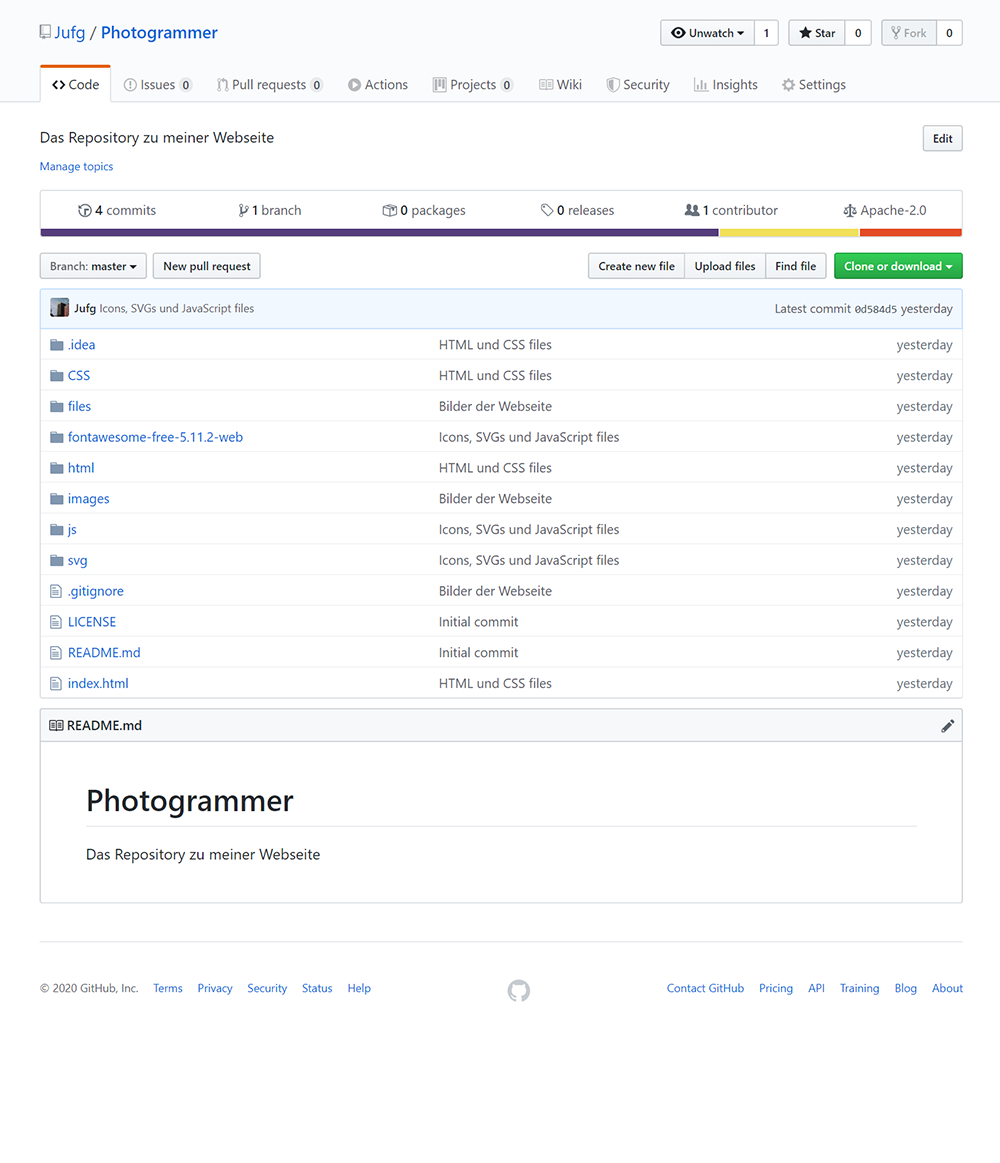 Jufg / Photogrammer Unwatch 1 Star 0 Fork 0
Code Issues 0 Pull requests 0 Actions Projects 0 Wiki Security Insights Settings
Das Repository zu meiner Webseite Edit
Manage topics
4 commits 1 branch 0 packages 0 releases 1 contributor Apache-2.0
Branch: master New pull request Create new file Upload files Find file Clone or download
Jufg Icons, SVGs und JavaScript files Latest commit 0d584d5 yesterday
.idea HTML und CSS files yesterday
CSS HTML und CSS files yesterday
files Bilder der Webseite yesterday
fontawesome-free-5.11.2-web Icons, SVGs und JavaScript files yesterday
html HTML und CSS files yesterday
images Bilder der Webseite yesterday
js Icons, SVGs und JavaScript files yesterday
svg Icons, SVGs und JavaScript files yesterday
.gitignore Bilder der Webseite yesterday
LICENSE Initial commit yesterday
README.md Initial commit yesterday
index.html HTML und CSS files yesterday
README.md
Photogrammer
Das Repository zu meiner Webseite
© 2020 GitHub, Inc. Terms Privacy Security Status Help Contact GitHub Pricing API Training Blog About